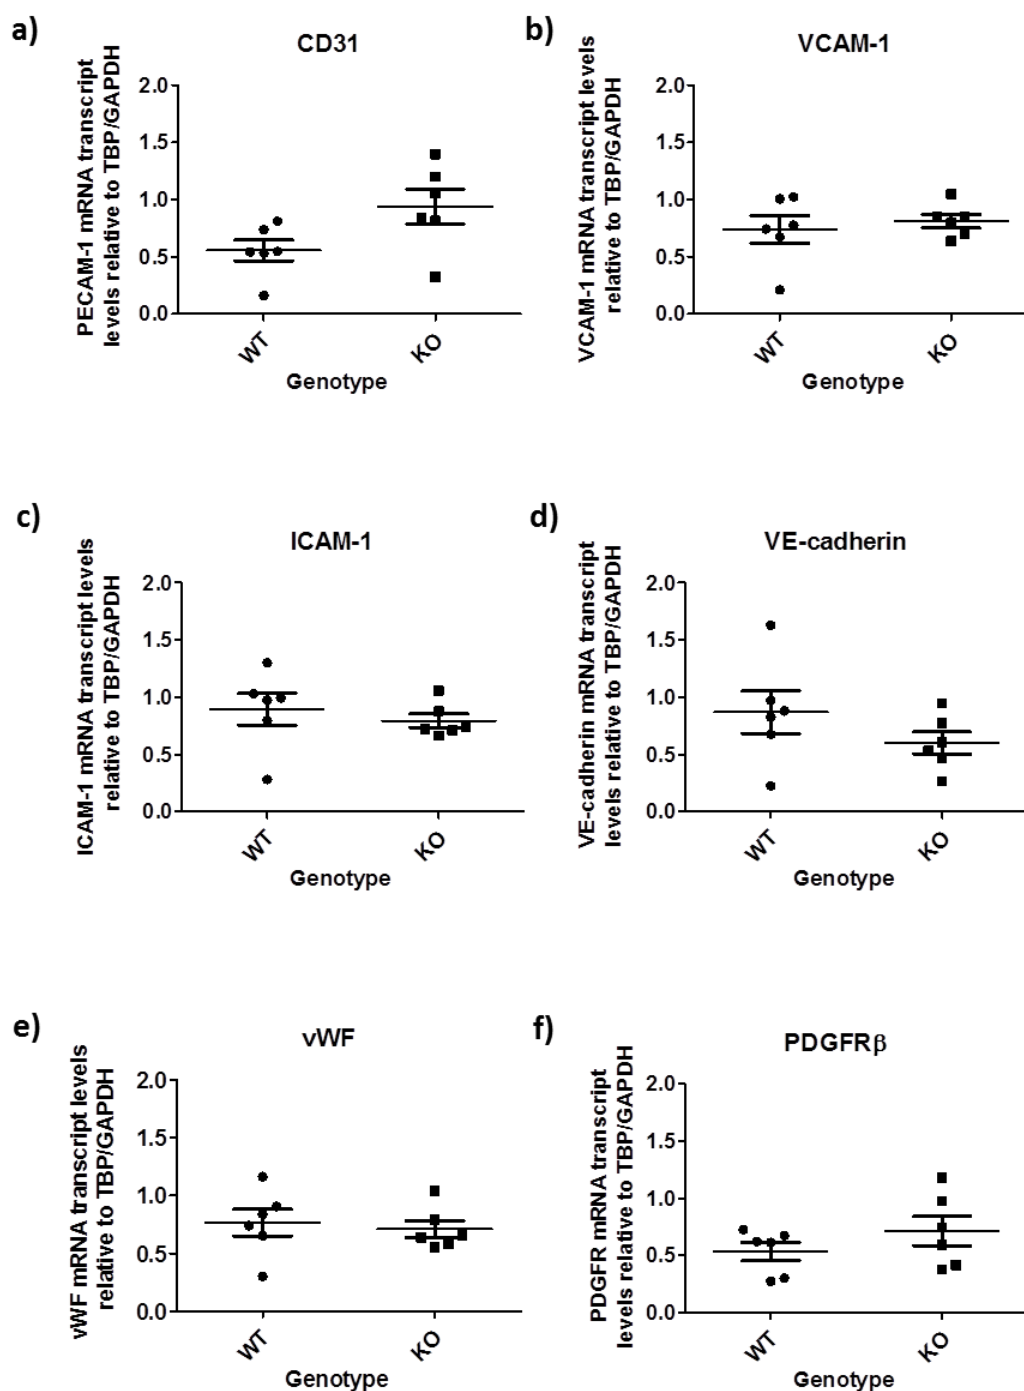 a)
CD31
PECAM-1 mRNA transcript
levels relative to TBP/GAPDH
2.0
1.5
1.0
0.5
0.0
WT
KO
Genotype
b)
VCAM-1
VCAM-1 mRNA transcript levels
relative to TBP/GAPDH
2.0
1.5
1.0
0.5
0.0
WT
KO
Genotype
c)
ICAM-1
ICAM-1 mRNA transcript levels
relative to TBP/GAPDH
2.0
1.5
1.0
0.5
0.0
WT
KO
Genotype
d)
VE-cadherin
VE-cadherin mRNA transcript
levels relative to TBP/GAPDH
2.0
1.5
1.0
0.5
0.0
WT
KO
Genotype
e)
vWF
vWF mRNA transcript levels
relative to TBP/GAPDH
2.0
1.5
1.0
0.5
0.0
WT
KO
Genotype
f)
PDGFRβ
PDGFR mRNA transcript
levels relative to TBP/GAPDH
2.0
1.5
1.0
0.5
0.0
WT
KO
Genotype